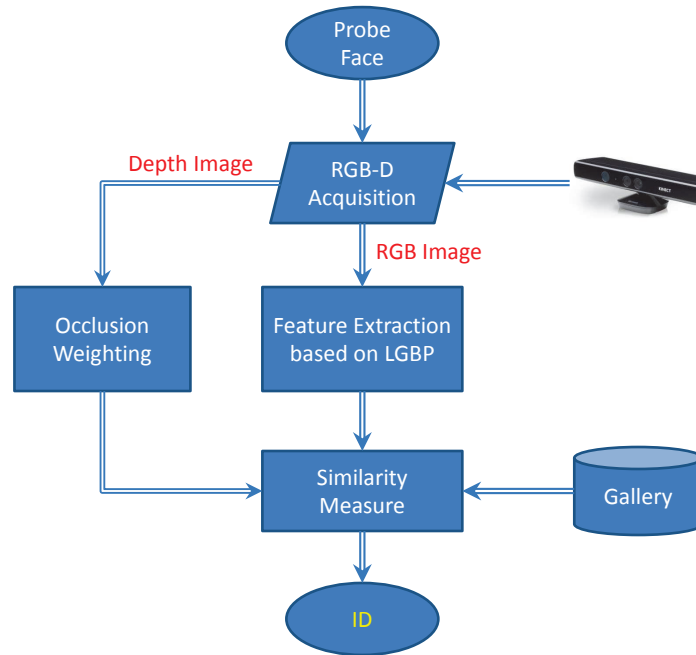 Probe
Face
Depth Image
RGB-D
Acquisition
KINECT
RGB Image
Occlusion
Weighting
Feature Extraction
based on LGBP
Similarity
Measure
Gallery
ID